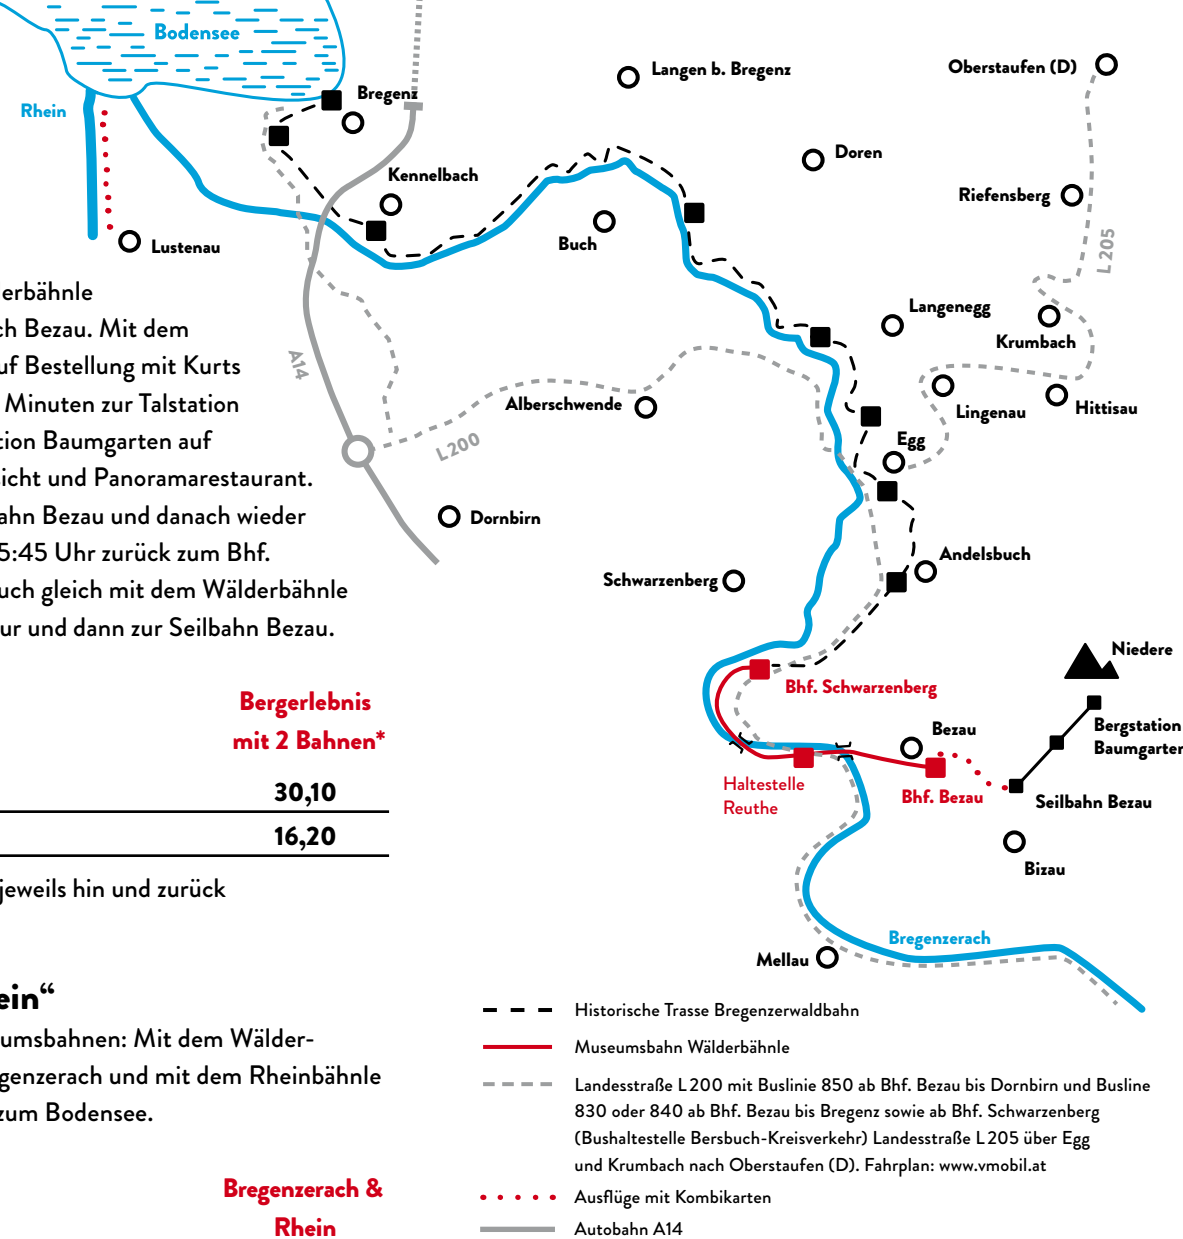 Bodensee
Rhein
Bregenz
Langen b. Bregenz
Oberstaufen (D)
Doren
Kennelbach
Riefensberg
Buch
Lustenau
L 205
Langenegg
Krumbach
A14
Alberschwende
Lingenau
Hittisau
L200
Egg
Dornbirn
Andelsbuch
Schwarzenberg
Niedere
Bhf. Schwarzenberg
Bergstation
Baumgarten
Bezau
Haltestelle
Reuthe
Bhf. Bezau
Seilbahn Bezau
Bizau
Bregenzerach
Mellau
erbähnle
ch Bezau. Mit dem
uf Bestellung mit Kurts
Minuten zur Talstation
tion Baumgarten auf
icht und Panoramarestaurant.
ahn Bezau und danach wieder
5:45 Uhr zurück zum Bhf.
uch gleich mit dem Wälderbähnle
ur und dann zur Seilbahn Bezau.
Bergerlebnis
mit 2 Bahnen*
30,10
16,20
jeweils hin und zurück
ein“
umsbahnen: Mit dem Wälder-
genzerach und mit dem Rheinbähnle
zum Bodensee.
Bregenzerach &
Rhein
Historische Trasse Bregenzerwaldbahn
Museumsbahn Wälderbähnle
Landesstraße L 200 mit Buslinie 850 ab Bhf. Bezau bis Dornbirn und Busline
830 oder 840 ab Bhf. Bezau bis Bregenz sowie ab Bhf. Schwarzenberg
(Bushaltestelle Bersbuch-Kreisverkehr) Landesstraße L 205 über Egg
und Krumbach nach Oberstaufen (D). Fahrplan: www.vmobil.at
Ausflüge mit Kombikarten
Autobahn A14